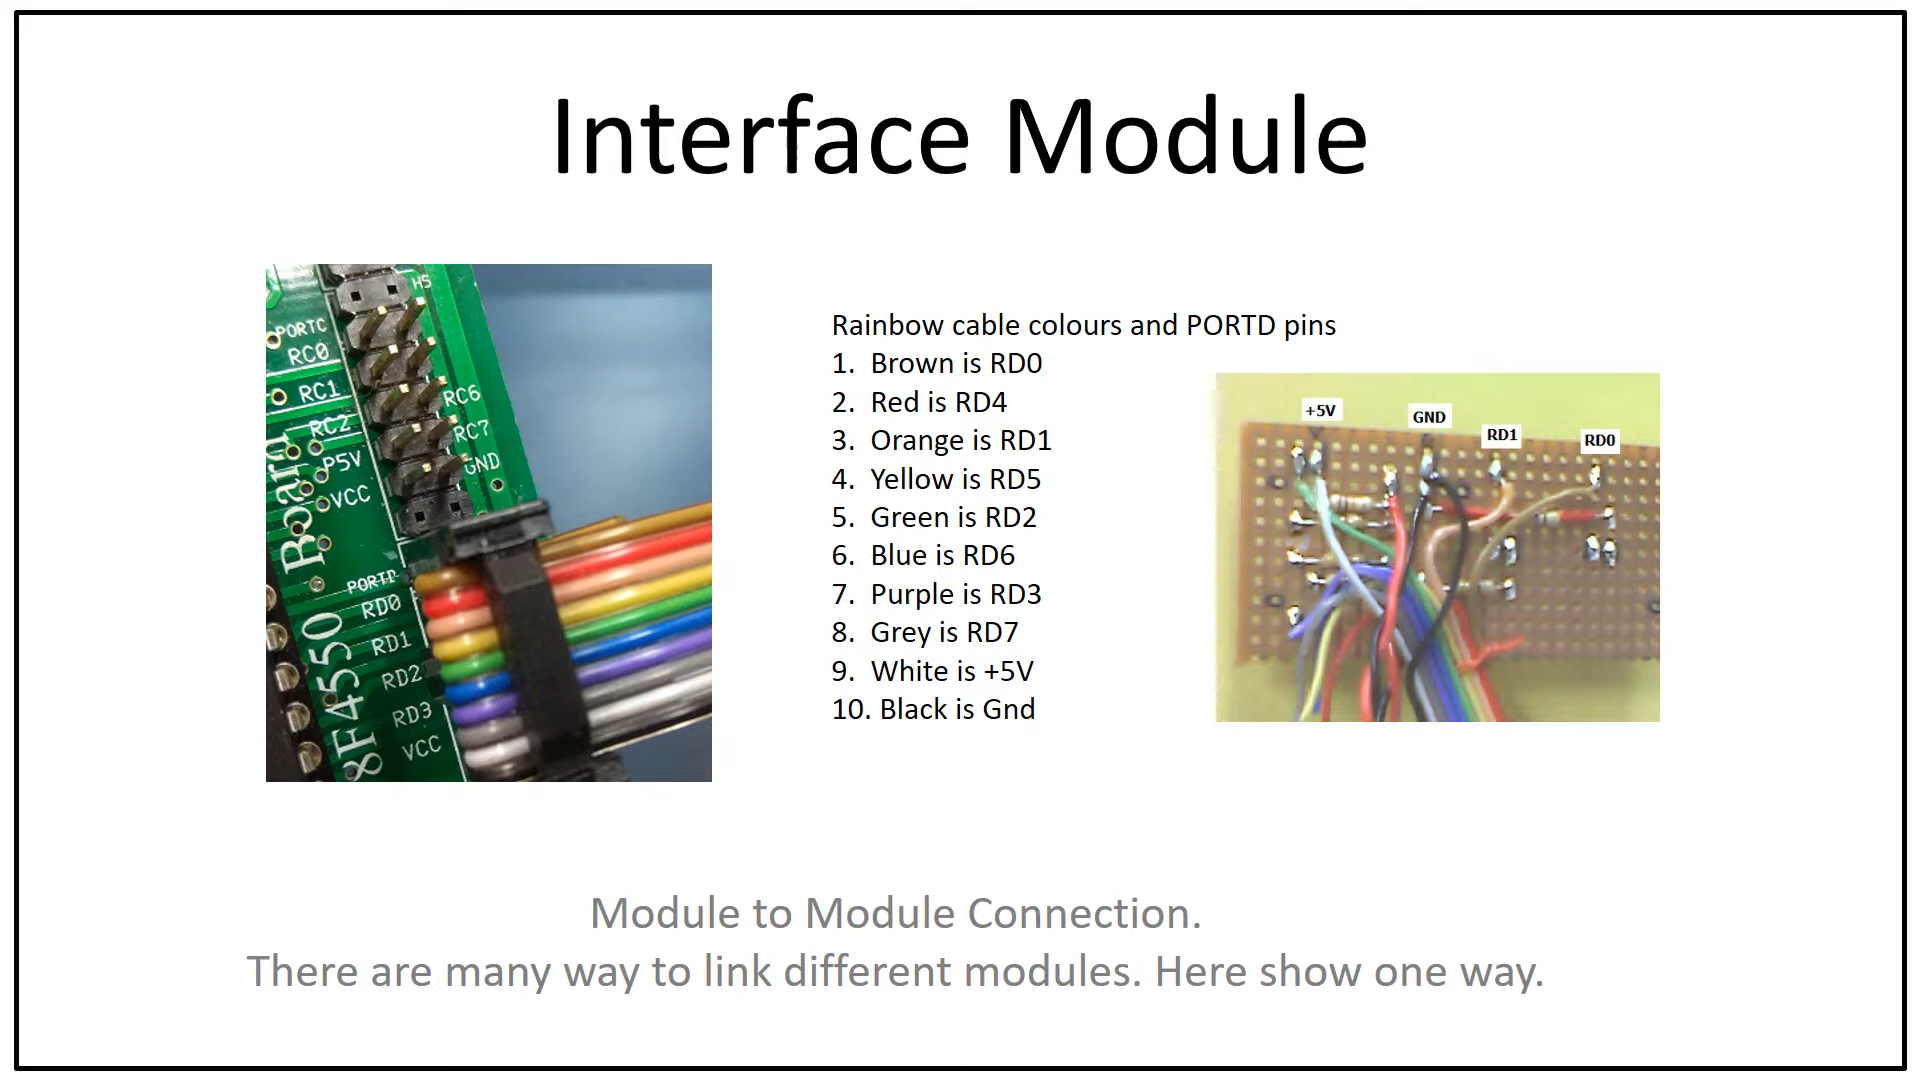 Interface Module
H5
PORTC
RC0
RC1
RC2
P5V
VCC
RC6
RC7
GND
Board
8F4550
PORTD
RD0
RD1
RD2
RD3
VCC
Rainbow cable colours and PORTD pins
1. Brown is RD0
2. Red is RD4
3. Orange is RD1
4. Yellow is RD5
5. Green is RD2
6. Blue is RD6
7. Purple is RD3
8. Grey is RD7
9. White is +5V
10. Black is Gnd
+5V
GND
RD1
RD0
Module to Module Connection.
There are many way to link different modules. Here show one way.